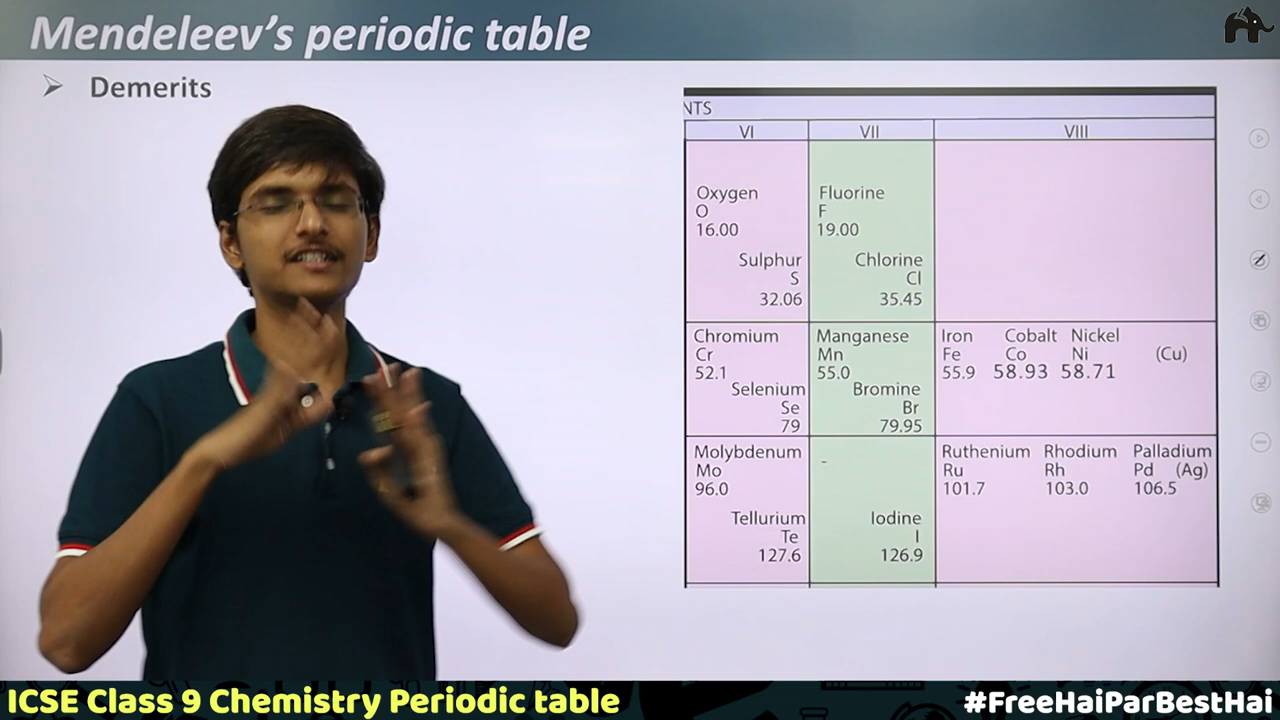 Mendeleev's periodic table
➢ Demerits
NTS
VI VII VIII
Oxygen Fluorine
O F
16.00 19.00
Sulphur Chlorine
S Cl
32.06 35.45
Chromium Manganese Iron Cobalt Nickel
Cr Mn Fe Co Ni (Cu)
52.1 55.0 55.9 58.93 58.71
Selenium Bromine
Se Br
79 79.95
Molybdenum - Ruthenium Rhodium Palladium
Mo Ru Rh Pd (Ag)
96.0 101.7 103.0 106.5
Tellurium Iodine
Te I
127.6 126.9
ICSE Class 9 Chemistry Periodic table #FreeHaiParBestHai